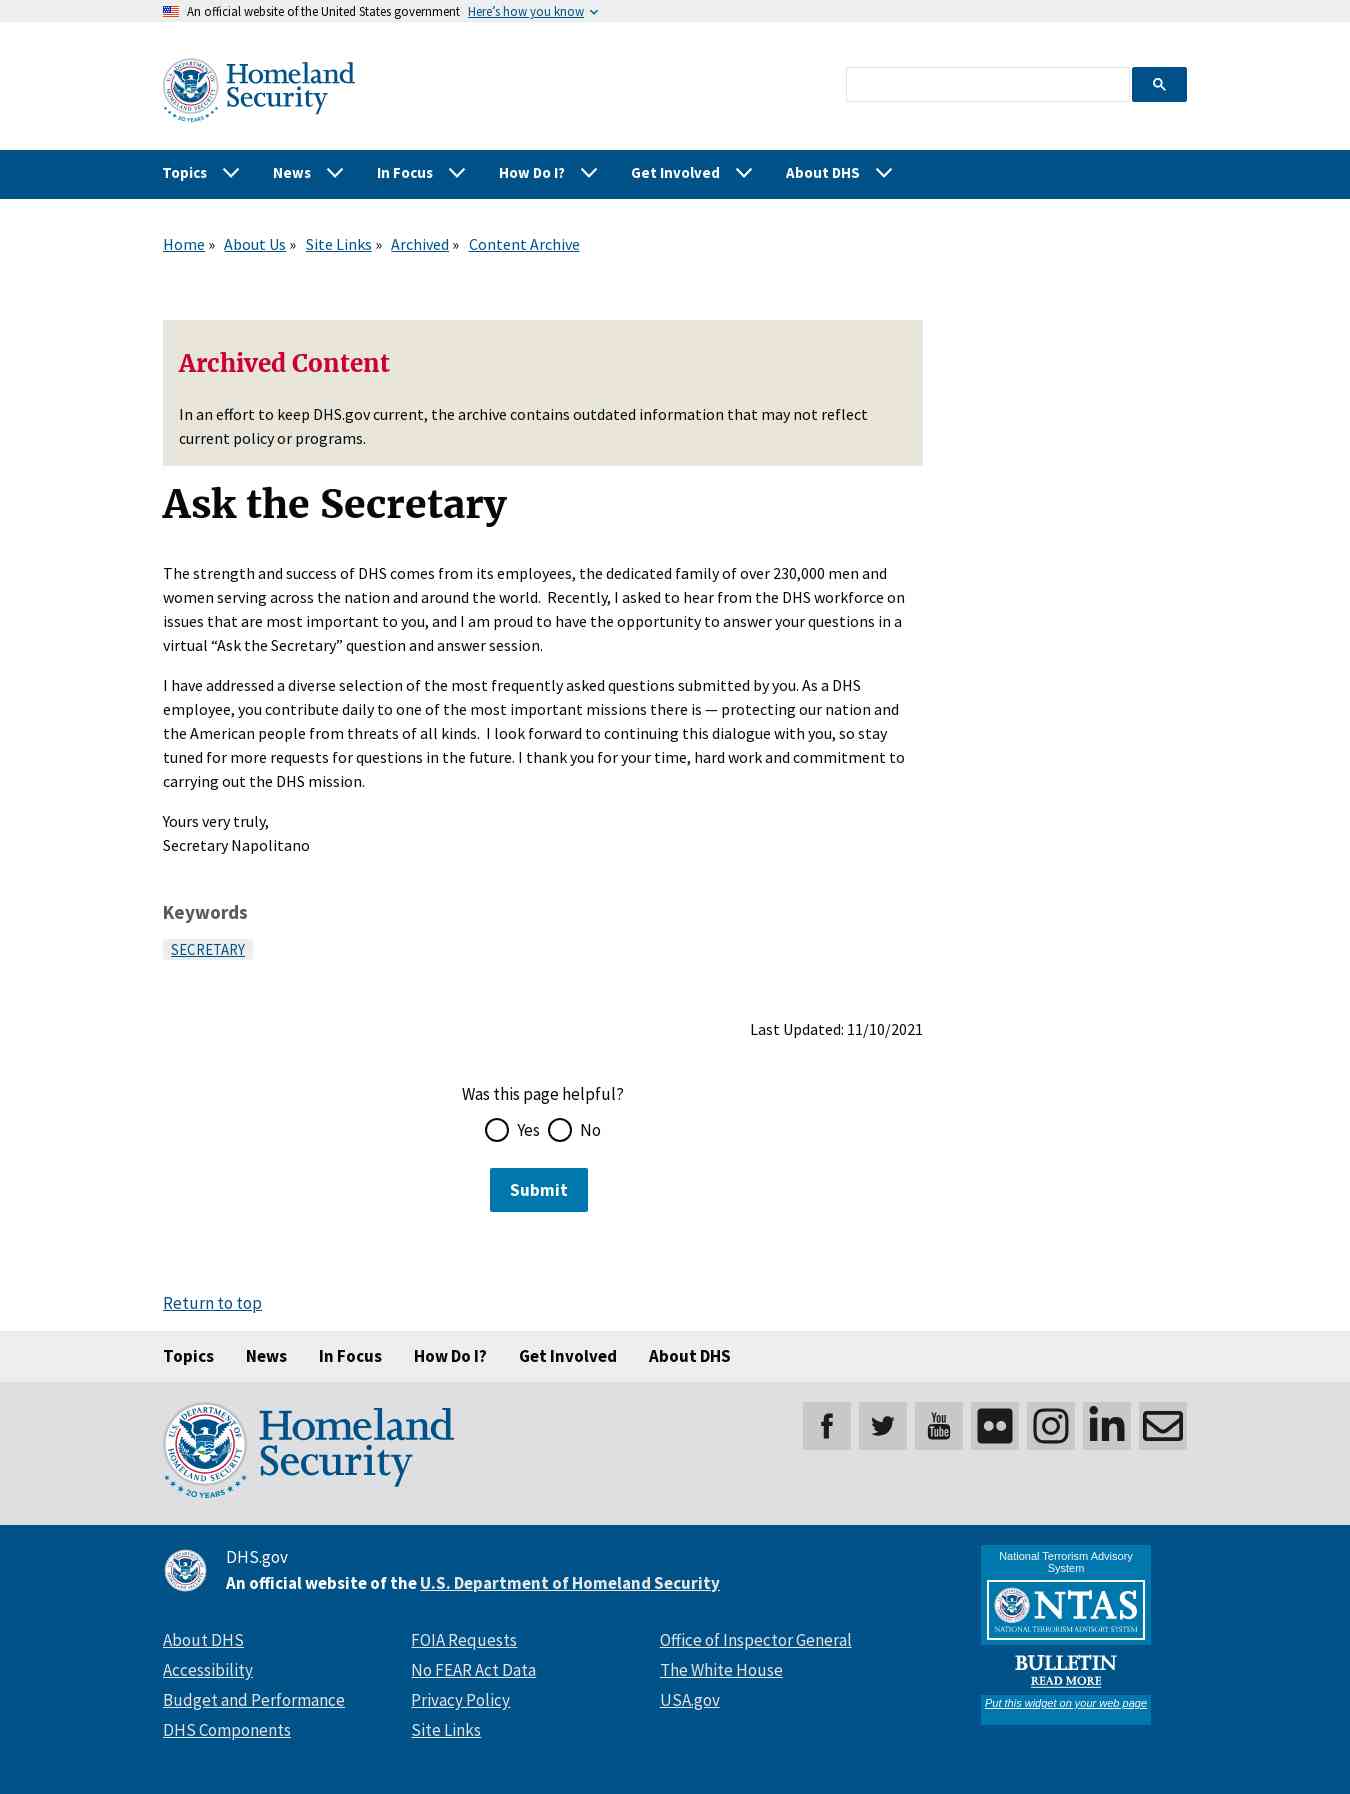 An official website of the United States government Here’s how you know
U.S. DEPARTMENT OF HOMELAND SECURITY
20 YEARS
Homeland
Security
Topics News In Focus How Do I? Get Involved About DHS
Home » About Us » Site Links » Archived » Content Archive
Archived Content
In an effort to keep DHS.gov current, the archive contains outdated information that may not reflect
current policy or programs.
Ask the Secretary
The strength and success of DHS comes from its employees, the dedicated family of over 230,000 men and
women serving across the nation and around the world.  Recently, I asked to hear from the DHS workforce on
issues that are most important to you, and I am proud to have the opportunity to answer your questions in a
virtual “Ask the Secretary” question and answer session.
I have addressed a diverse selection of the most frequently asked questions submitted by you. As a DHS
employee, you contribute daily to one of the most important missions there is — protecting our nation and
the American people from threats of all kinds.  I look forward to continuing this dialogue with you, so stay
tuned for more requests for questions in the future. I thank you for your time, hard work and commitment to
carrying out the DHS mission.
Yours very truly,
Secretary Napolitano
Keywords
SECRETARY
Last Updated: 11/10/2021
Was this page helpful?
Yes No
Submit
Return to top
Topics News In Focus How Do I? Get Involved About DHS
U.S. DEPARTMENT OF HOMELAND SECURITY
20 YEARS
Homeland
Security
You
Tube
in
DHS.gov
An official website of the U.S. Department of Homeland Security
About DHS
Accessibility
Budget and Performance
DHS Components
FOIA Requests
No FEAR Act Data
Privacy Policy
Site Links
Office of Inspector General
The White House
USA.gov
National Terrorism Advisory
System
NTAS
NATIONAL TERRORISM ADVISORY SYSTEM
BULLETIN
READ MORE
Put this widget on your web page